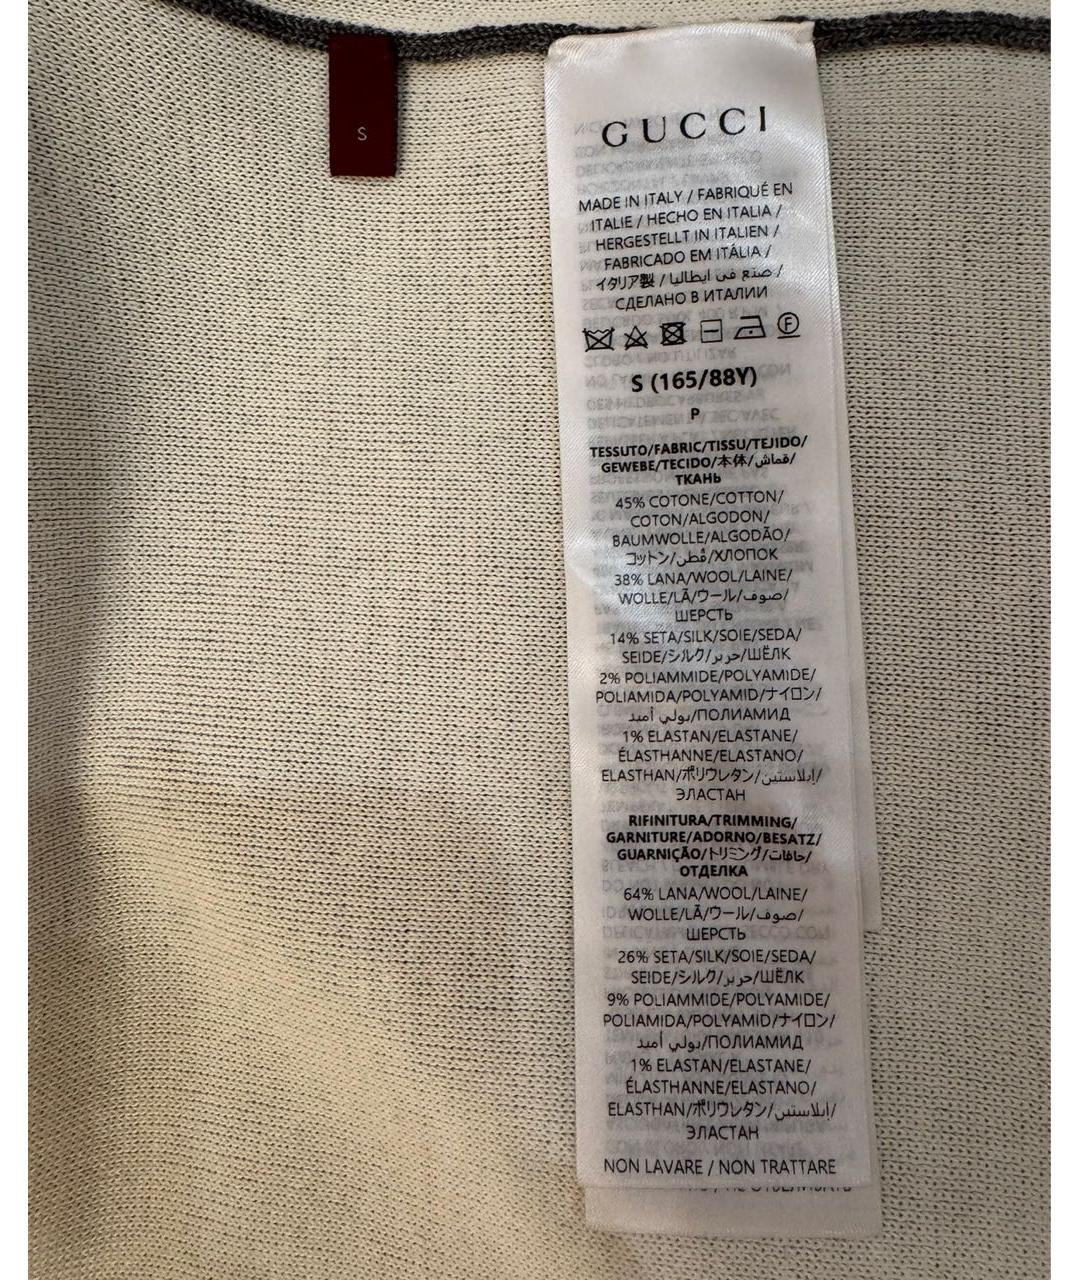 S
GUCCI
MADE IN ITALY / FABRIQUÉ EN
ITALIE / HECHO EN ITALIA /
HERGESTELLT IN ITALIEN /
FABRICADO EM ITÁLIA /
イタリア製 / صنع في ايطاليا /
СДЕЛАНО В ИТАЛИИ
F
S (165/88Y)
P
TESSUTO/FABRIC/TISSU/TEJIDO/
GEWEBE/TECIDO/本体/قماش/
ТКАНЬ
45% COTONE/COTTON/
COTON/ALGODON/
BAUMWOLLE/ALGODÃO/
コットン/قُطن/ХЛОПОК
38% LANA/WOOL/LAINE/
WOLLE/LÃ/ウール/صوف/
ШЕРСТЬ
14% SETA/SILK/SOIE/SEDA/
SEIDE/シルク/حرير/ШЁЛК
2% POLIAMMIDE/POLYAMIDE/
POLIAMIDA/POLYAMID/ナイロン/
بولي أميد/ПОЛИАМИД
1% ELASTAN/ELASTANE/
ÉLASTHANNE/ELASTANO/
ELASTHAN/ポリウレタン/إيلاستين/
ЭЛАСТАН
RIFINITURA/TRIMMING/
GARNITURE/ADORNO/BESATZ/
GUARNIÇÃO/トリミング/حافات/
ОТДЕЛКА
64% LANA/WOOL/LAINE/
WOLLE/LÃ/ウール/صوف/
ШЕРСТЬ
26% SETA/SILK/SOIE/SEDA/
SEIDE/シルク/حرير/ШЁЛК
9% POLIAMMIDE/POLYAMIDE/
POLIAMIDA/POLYAMID/ナイロン/
بولي أميد/ПОЛИАМИД
1% ELASTAN/ELASTANE/
ÉLASTHANNE/ELASTANO/
ELASTHAN/ポリウレタン/إيلاستين/
ЭЛАСТАН
NON LAVARE / NON TRATTARE